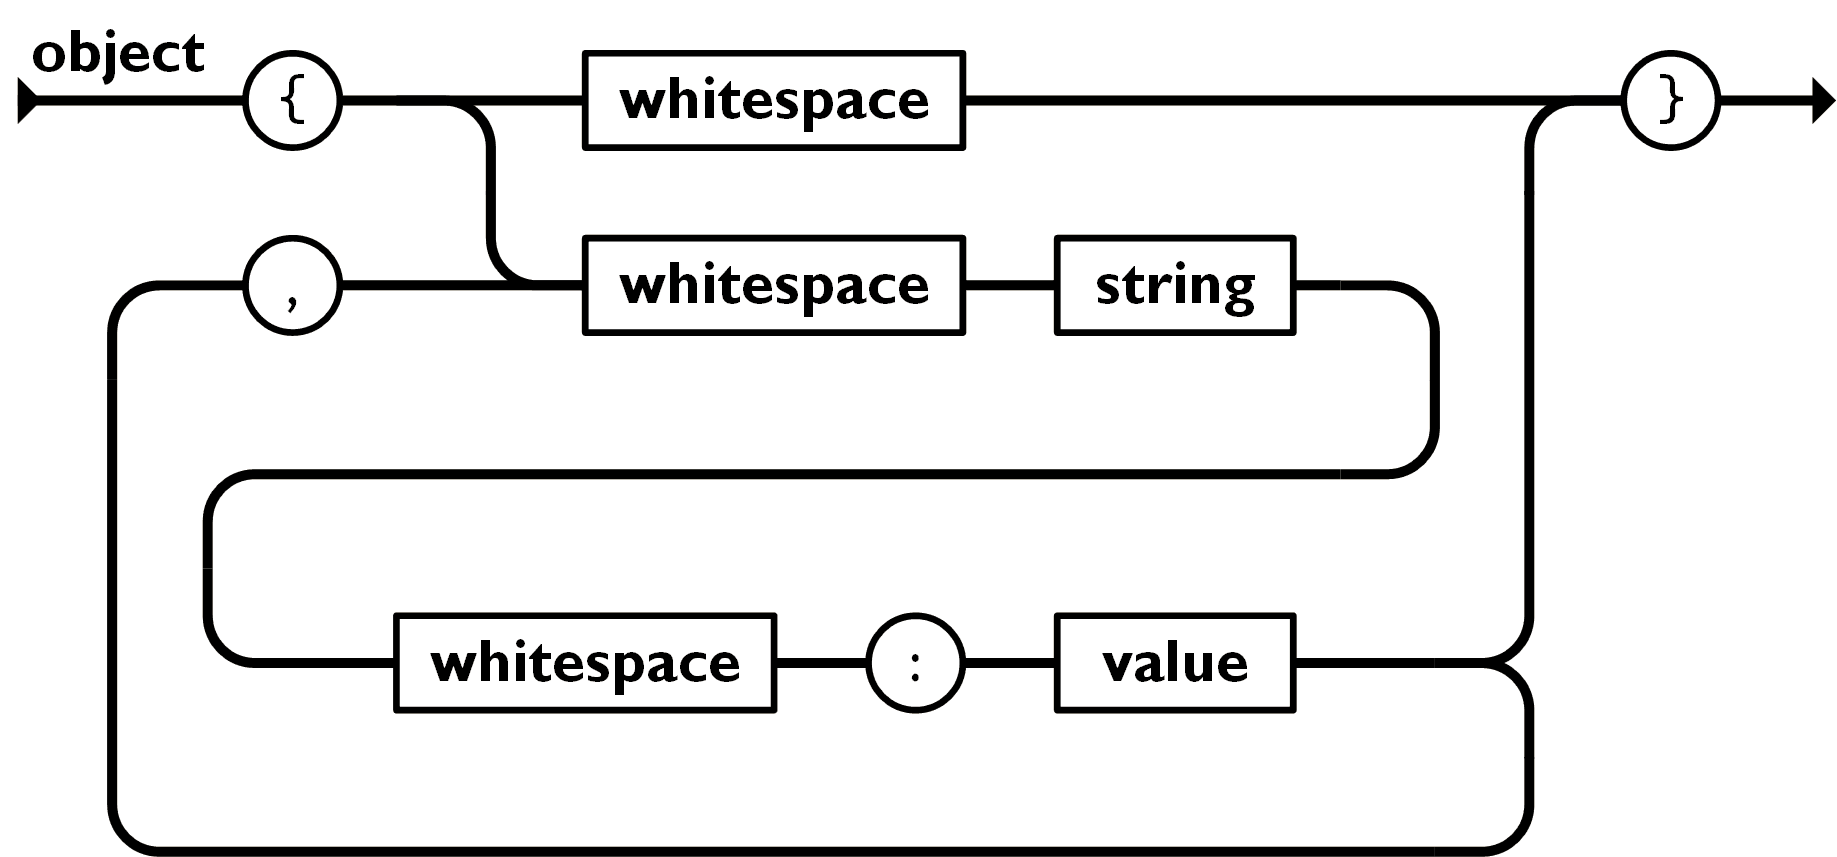 object
{ whitespace }
, whitespace string
whitespace : value